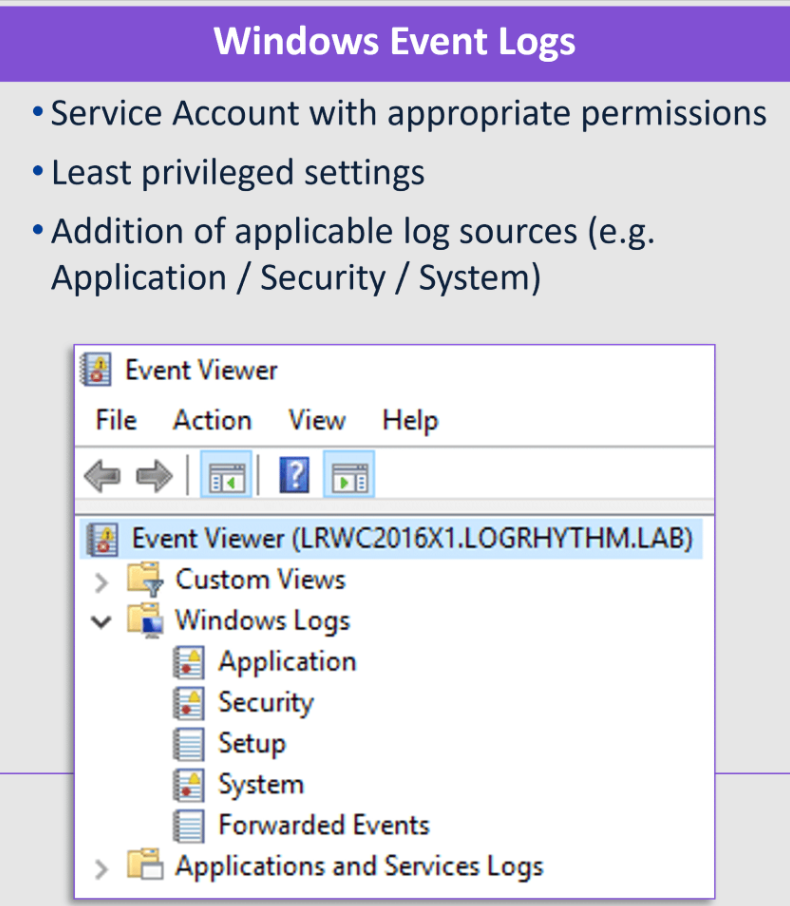 Windows Event Logs
• Service Account with appropriate permissions
• Least privileged settings
• Addition of applicable log sources (e.g.
Application / Security / System)
Event Viewer
File Action View Help
Event Viewer (LRWC2016X1.LOGRHYTHM.LAB)
Custom Views
Windows Logs
Application
Security
Setup
System
Forwarded Events
Applications and Services Logs